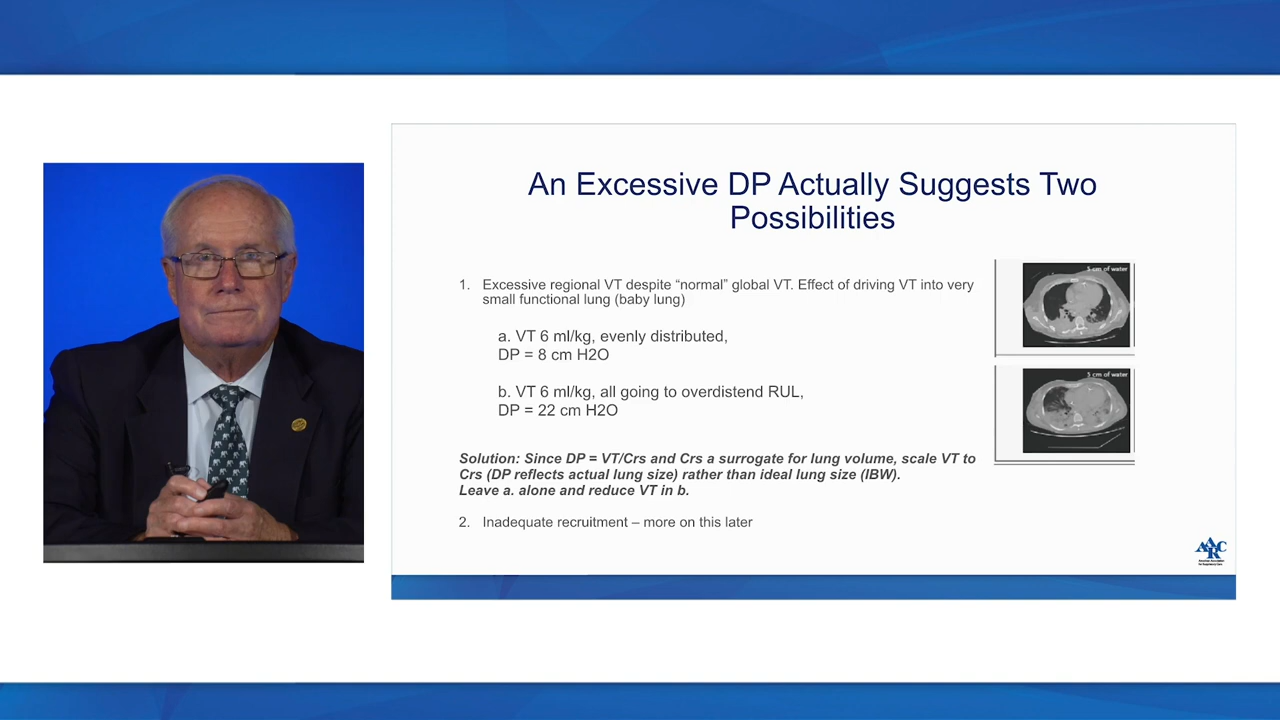 An Excessive DP Actually Suggests Two
Possibilities
1. Excessive regional VT despite “normal” global VT. Effect of driving VT into very
small functional lung (baby lung)
a. VT 6 ml/kg, evenly distributed,
DP = 8 cm H2O
b. VT 6 ml/kg, all going to overdistend RUL,
DP = 22 cm H2O
Solution: Since DP = VT/Crs and Crs a surrogate for lung volume, scale VT to
Crs (DP reflects actual lung size) rather than ideal lung size (IBW).
Leave a. alone and reduce VT in b.
2. Inadequate recruitment – more on this later
5 cm of water
5 cm of water
AARC
American Association
for Respiratory Care